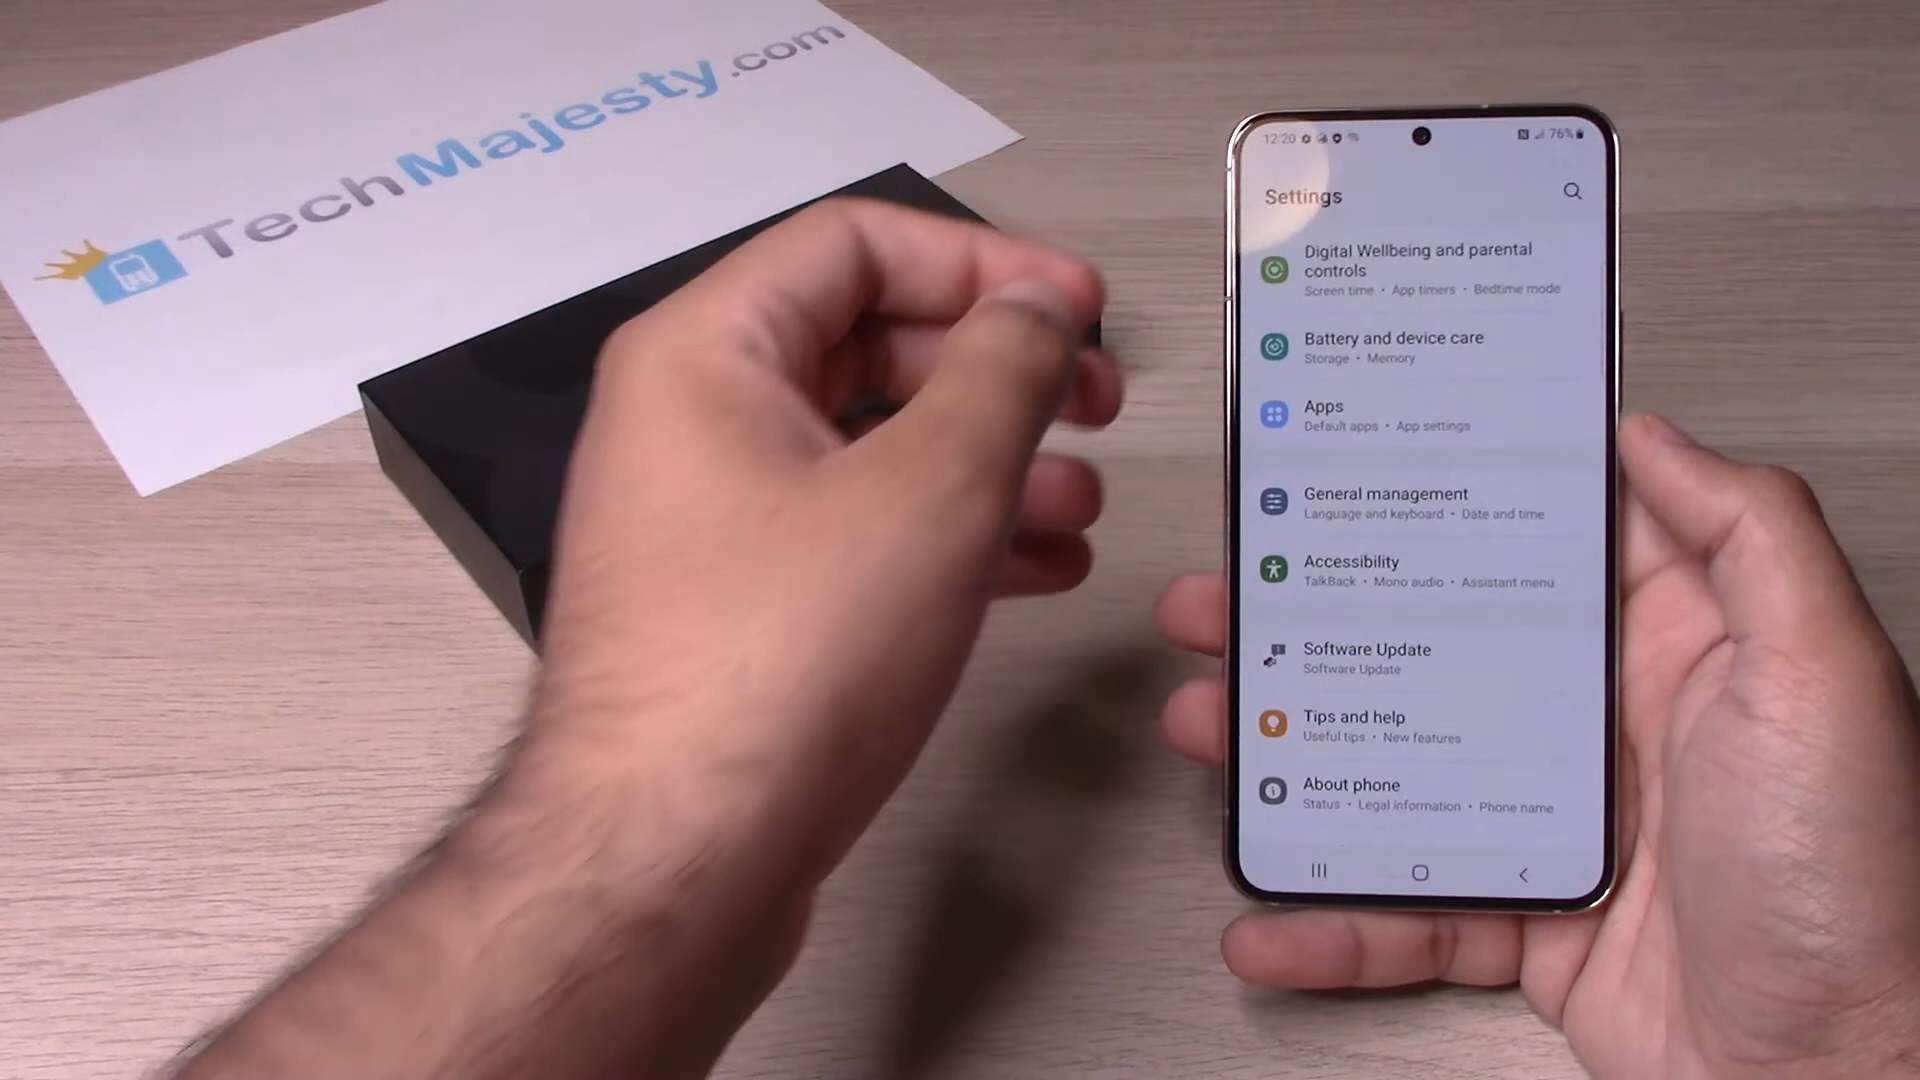 TechMajesty.com
12:20
76%
Settings
Digital Wellbeing and parental
controls
Screen time • App timers • Bedtime mode
Battery and device care
Storage • Memory
Apps
Default apps • App settings
General management
Language and keyboard • Date and time
Accessibility
TalkBack • Mono audio • Assistant menu
Software Update
Software Update
Tips and help
Useful tips • New features
About phone
Status • Legal information • Phone name